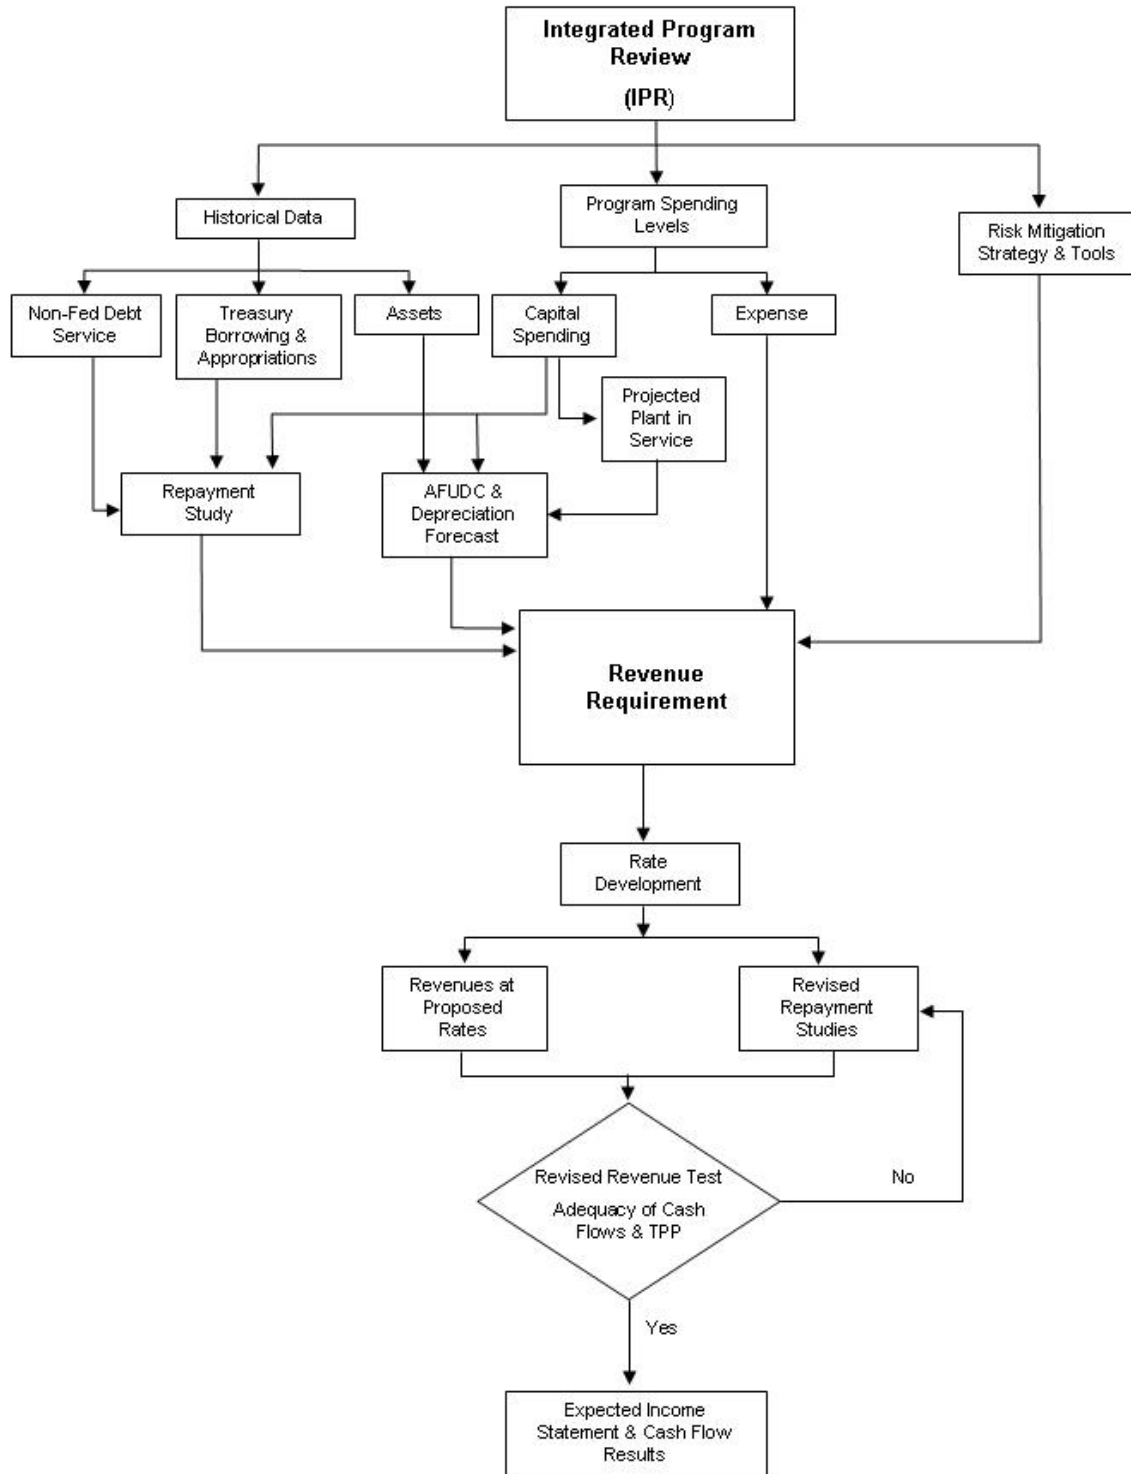 Integrated Program
Review
(IPR)
Historical Data
Program Spending
Levels
Risk Mitigation
Strategy & Tools
Non-Fed Debt
Service
Treasury
Borrowing &
Appropriations
Assets
Capital
Spending
Expense
Projected
Plant in
Service
Repayment
Study
AFUDC &
Depreciation
Forecast
Revenue
Requirement
Rate
Development
Revenues at
Proposed
Rates
Revised
Repayment
Studies
Revised Revenue Test
Adequacy of Cash
Flows & TPP
No
Yes
Expected Income
Statement & Cash Flow
Results